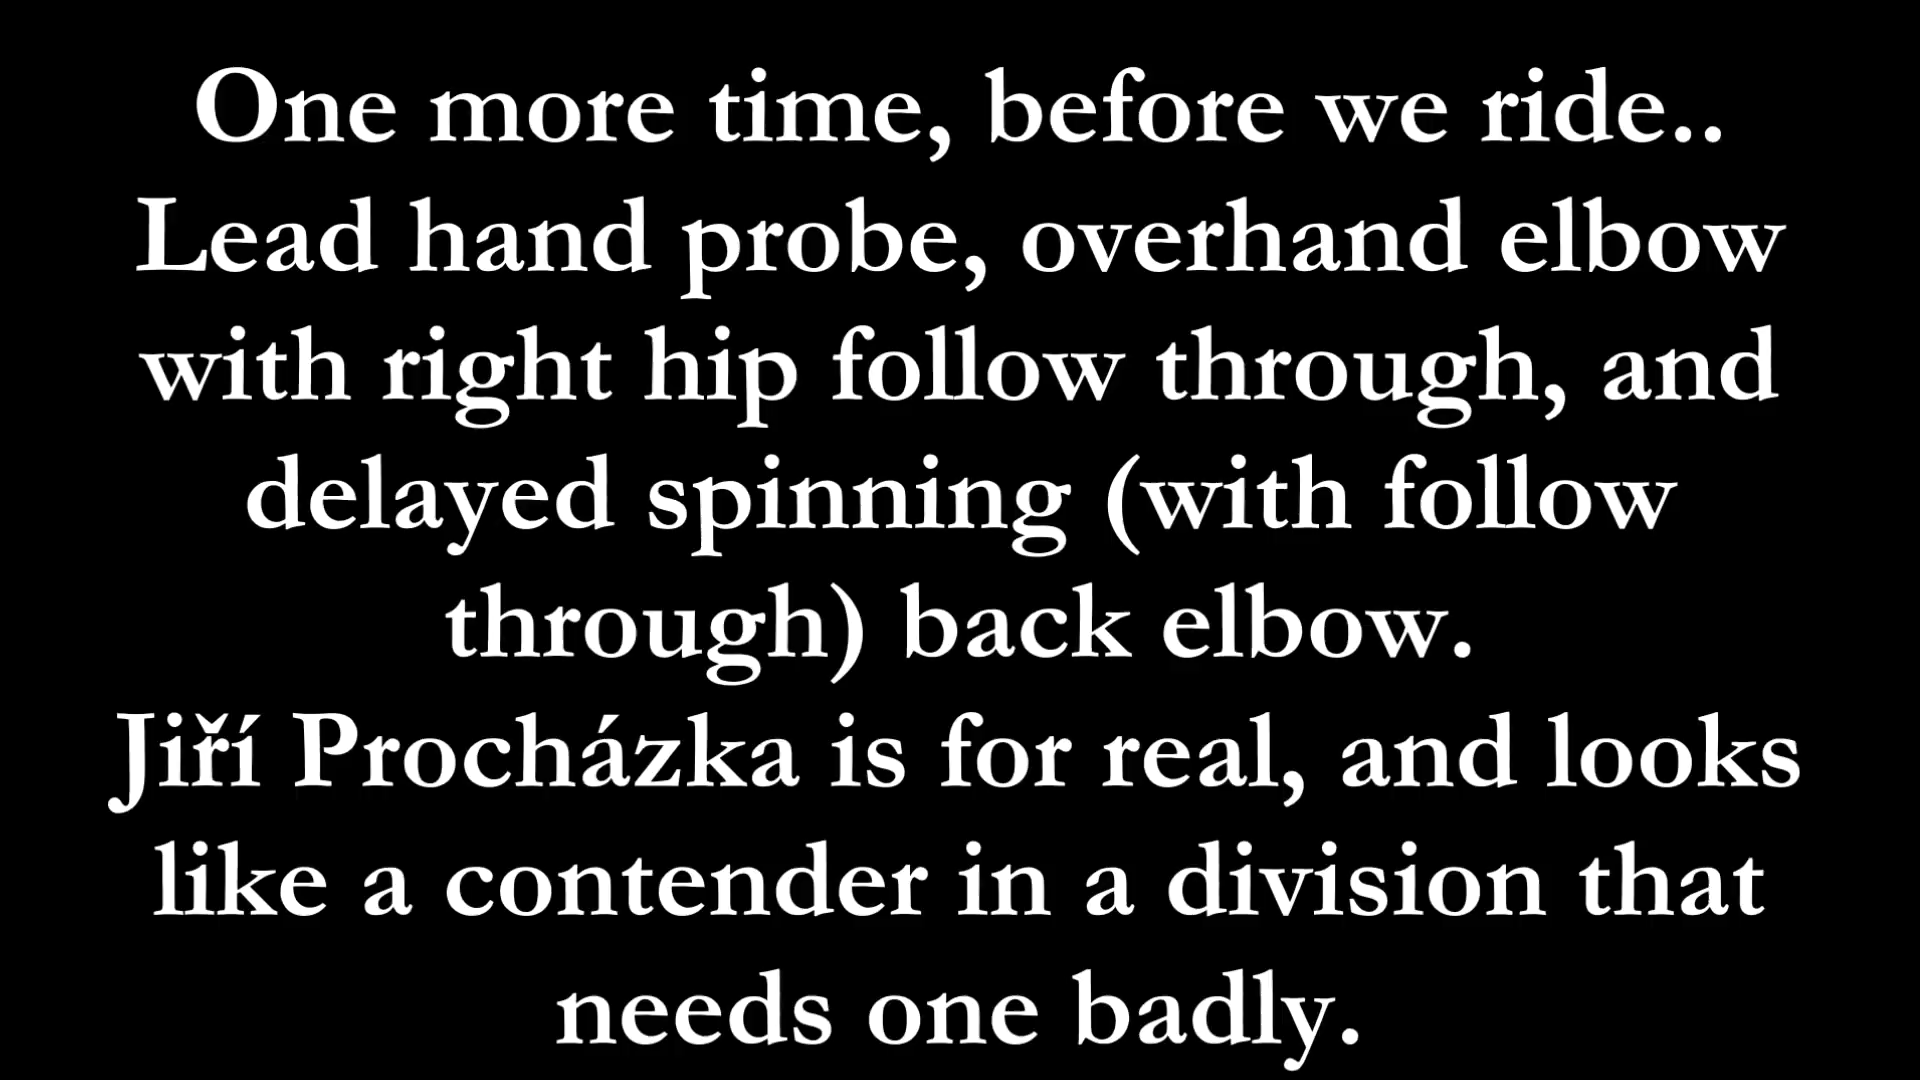 One more time, before we ride..
Lead hand probe, overhand elbow
with right hip follow through, and
delayed spinning (with follow
through) back elbow.
Jiří Procházka is for real, and looks
like a contender in a division that
needs one badly.